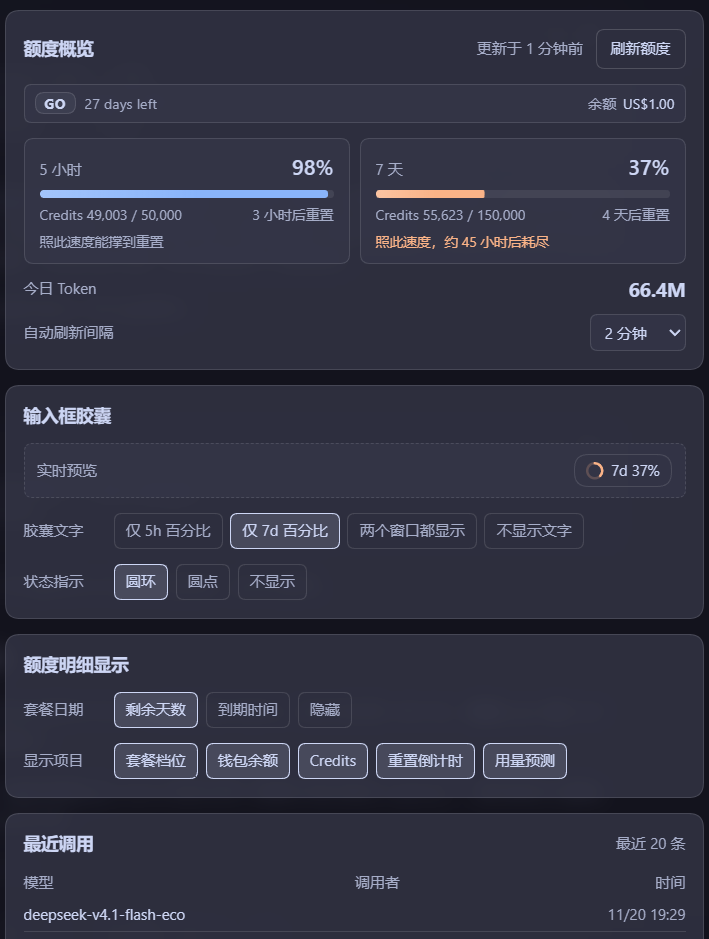 额度概览
更新于 1 分钟前
刷新额度
GO 27 days left
余额 US$1.00
5 小时 98%
Credits 49,003 / 50,000 3 小时后重置
照此速度能撑到重置
7 天 37%
Credits 55,623 / 150,000 4 天后重置
照此速度，约 45 小时后耗尽
今日 Token 66.4M
自动刷新间隔 2 分钟
输入框胶囊
实时预览 7d 37%
胶囊文字 仅 5h 百分比 仅 7d 百分比 两个窗口都显示 不显示文字
状态指示 圆环 圆点 不显示
额度明细显示
套餐日期 剩余天数 到期时间 隐藏
显示项目 套餐档位 钱包余额 Credits 重置倒计时 用量预测
最近调用 最近 20 条
模型 调用者 时间
deepseek-v4.1-flash-eco 11/20 19:29